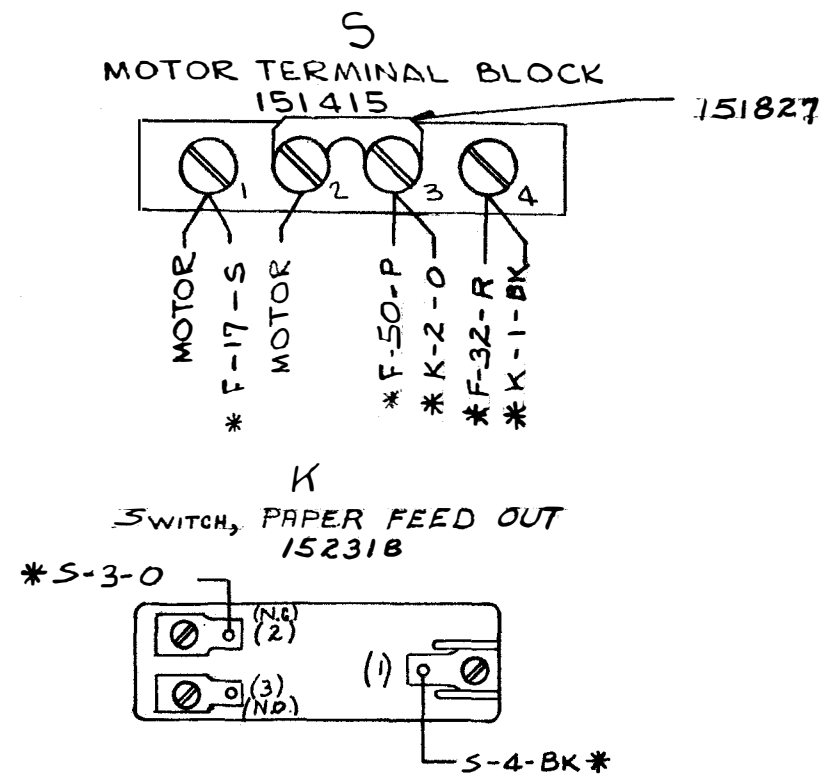 S
MOTOR TERMINAL BLOCK
151415
151827
1
2
3
4
MOTOR
* F-17-S
MOTOR
* F-50-P
* K-2-O
* F-32-R
* K-1-BK
K
SWITCH, PAPER FEED OUT
152318
* S-3-O
(N.C)
(2)
(1)
(3)
(N.O.)
S-4-BK *